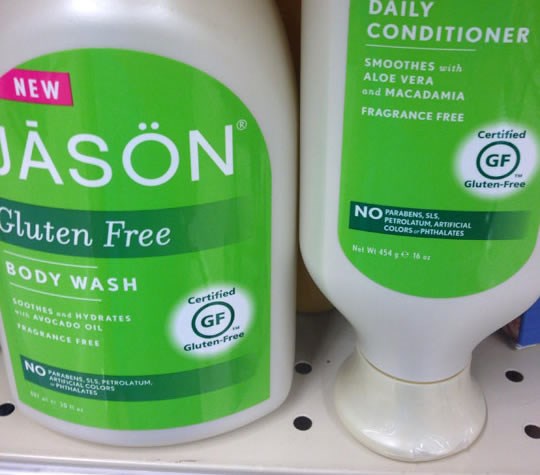 NEW
JĀSÖN®
Gluten Free
BODY WASH
SOOTHES and HYDRATES
with AVOCADO OIL
FRAGRANCE FREE
Certified
GF™
Gluten-Free
NO PARABENS, SLS, PETROLATUM,
ARTIFICIAL COLORS
or PHTHALATES
DAILY
CONDITIONER
SMOOTHES with
ALOE VERA
and MACADAMIA
FRAGRANCE FREE
Certified
GF™
Gluten-Free
NO PARABENS, SLS,
PETROLATUM, ARTIFICIAL
COLORS or PHTHALATES
Net Wt 454 g ℮ 16 oz